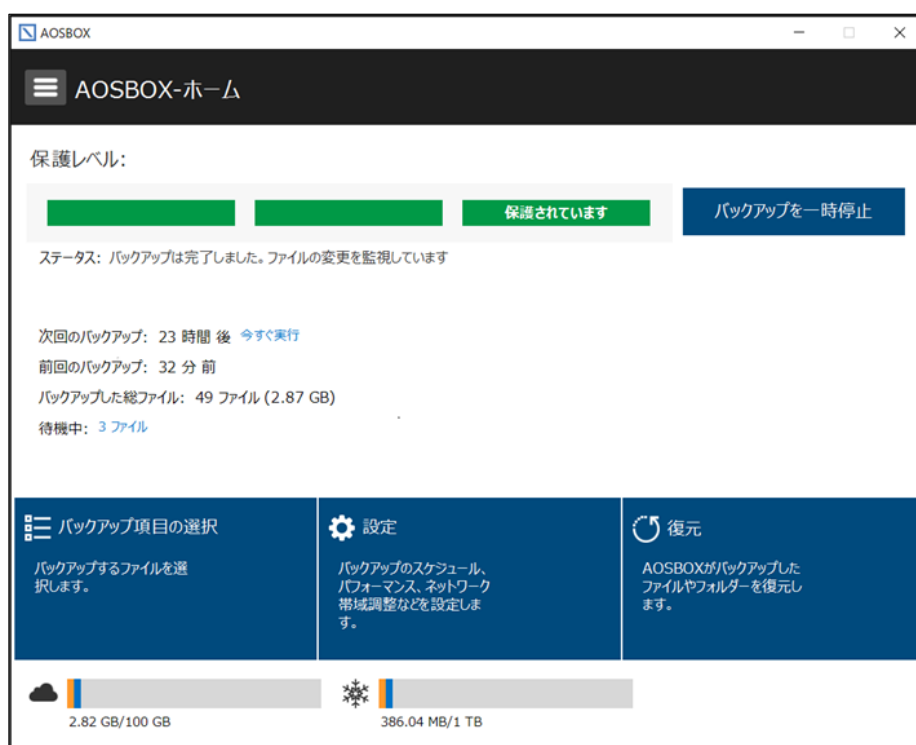 AOSBOX
AOSBOX-ホーム
保護レベル:
保護されています
バックアップを一時停止
ステータス: バックアップは完了しました。ファイルの変更を監視しています
次回のバックアップ: 23 時間 後 今すぐ実行
前回のバックアップ: 32 分 前
バックアップした総ファイル: 49 ファイル (2.87 GB)
待機中: 3 ファイル
バックアップ項目の選択
バックアップするファイルを選
択します。
設定
バックアップのスケジュール、
パフォーマンス、ネットワーク
帯域調整などを設定しま
す。
復元
AOSBOXがバックアップした
ファイルやフォルダーを復元し
ます。
2.82 GB/100 GB
386.04 MB/1 TB